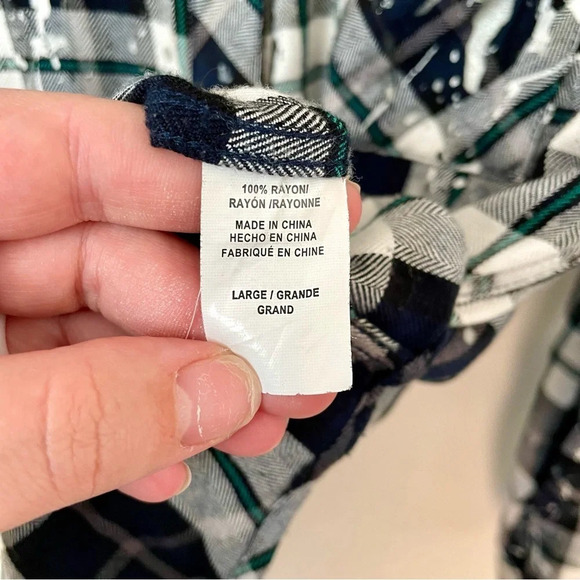 100% RAYON/
RAYÓN /RAYONNE
MADE IN CHINA
HECHO EN CHINA
FABRIQUÉ EN CHINE
LARGE / GRANDE
GRAND